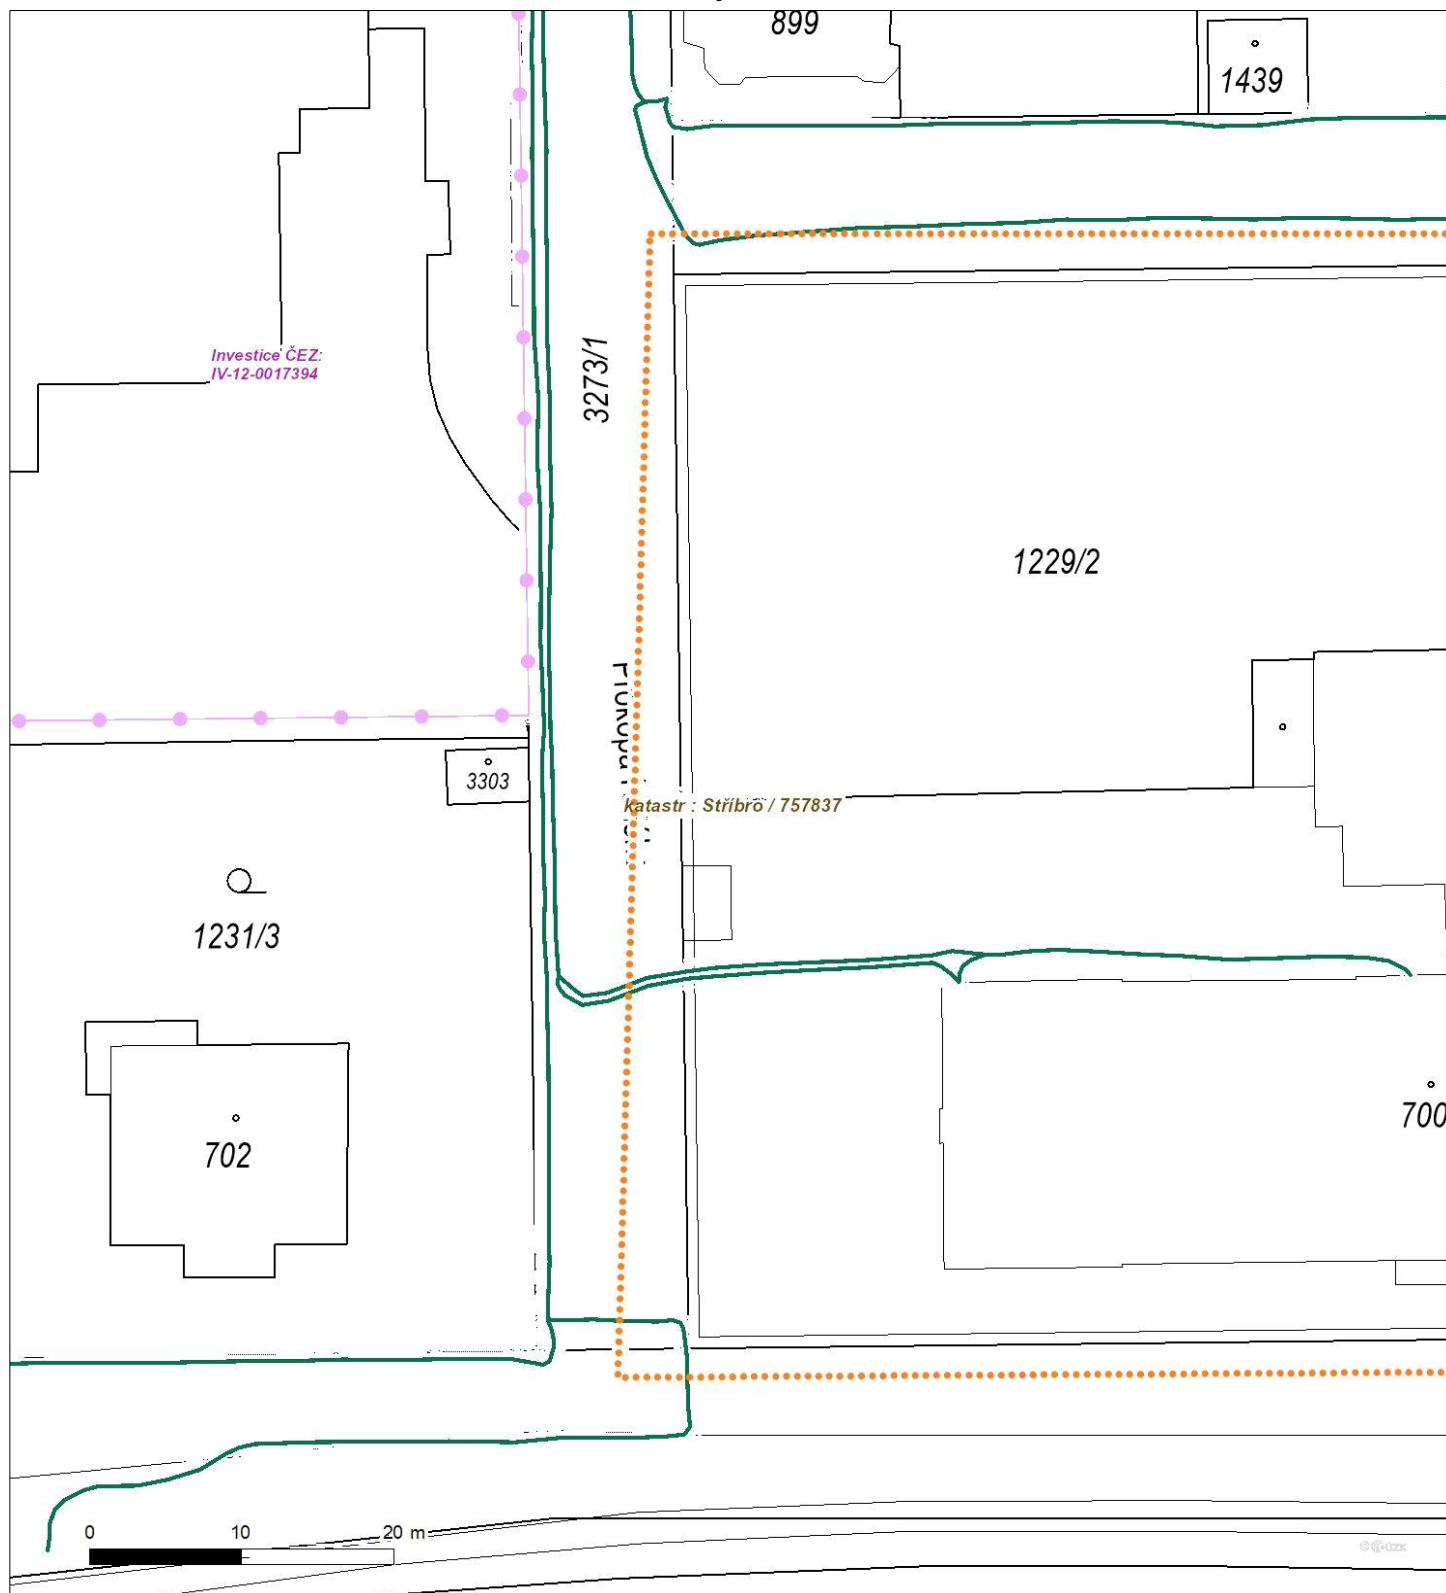 899
1439
3273/1
Investice ČEZ:
IV-12-0017394
1229/2
3303
katastr : Stříbro / 757837
1231/3
702
700
0 10 20 m
© ČÚZK